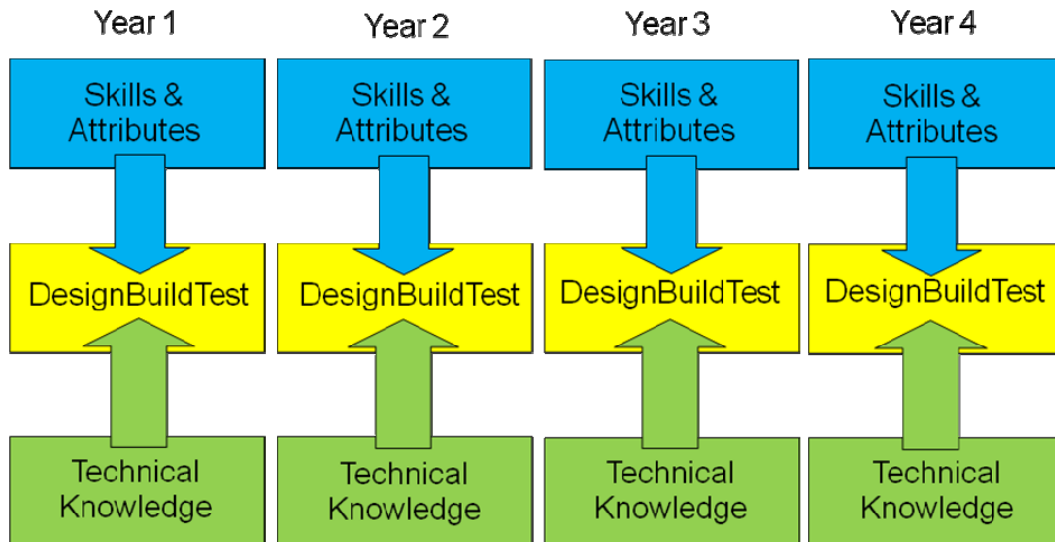 Year 1
Year 2
Year 3
Year 4
Skills &
Attributes
Skills &
Attributes
Skills &
Attributes
Skills &
Attributes
DesignBuildTest
DesignBuildTest
DesignBuildTest
DesignBuildTest
Technical
Knowledge
Technical
Knowledge
Technical
Knowledge
Technical
Knowledge